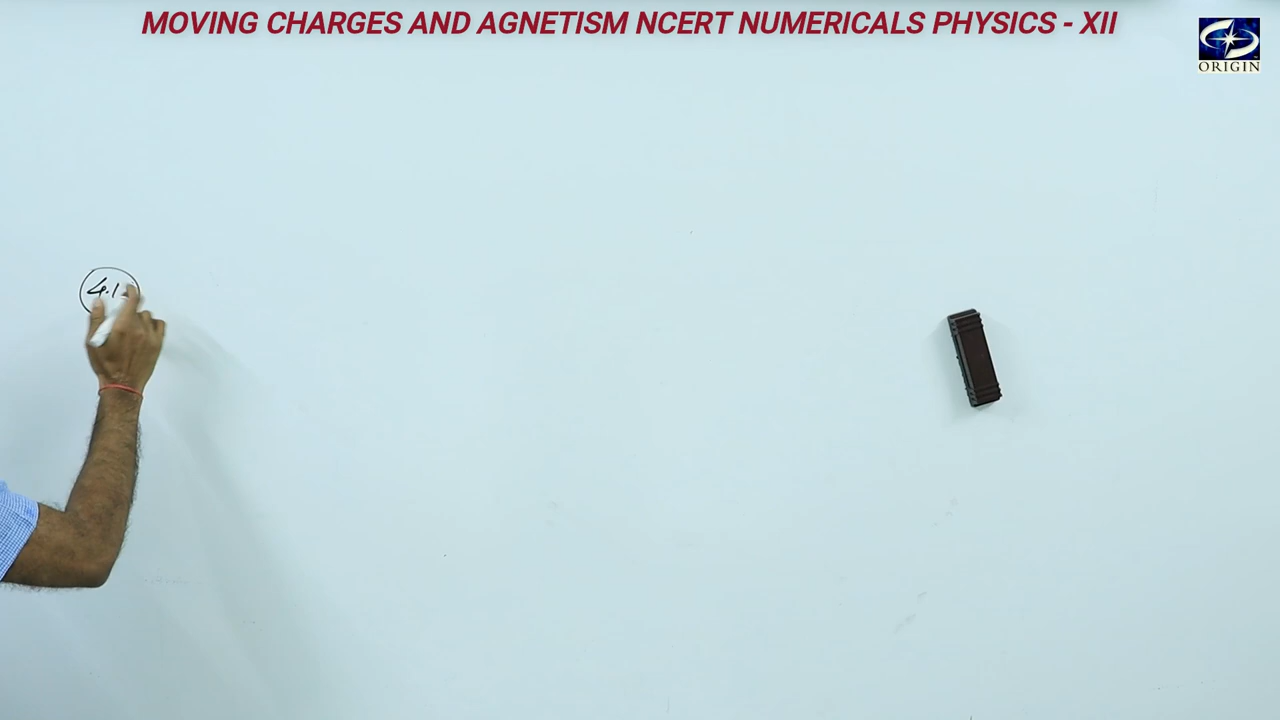 MOVING CHARGES AND AGNETISM NCERT NUMERICALS PHYSICS - XII
ORIGIN